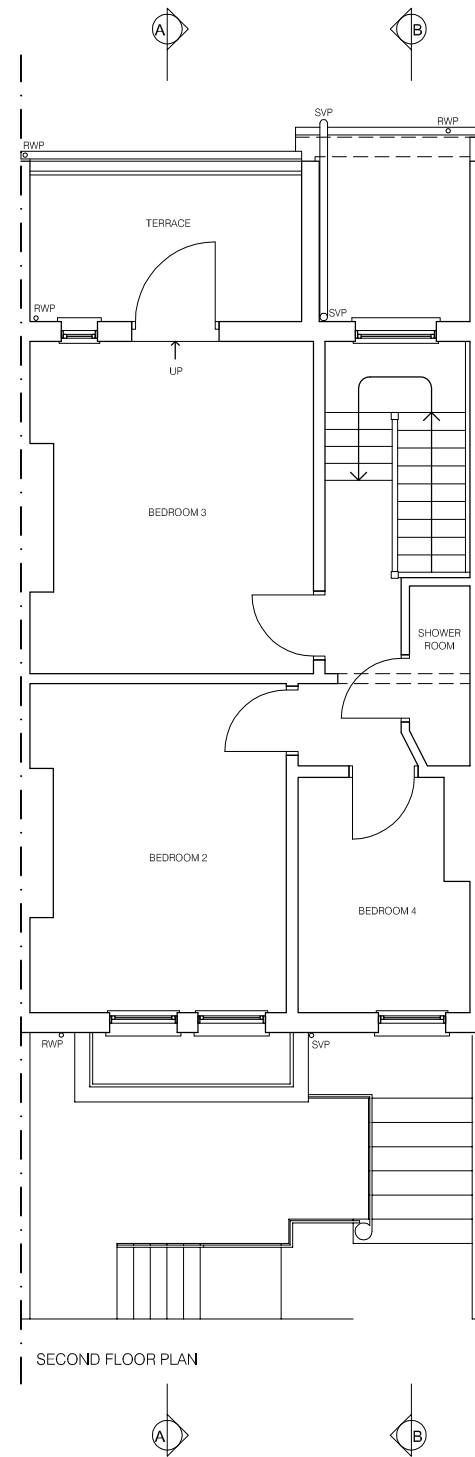 A
B
SVP
RWP
RWP
TERRACE
RWP
SVP
UP
BEDROOM 3
SHOWER
ROOM
BEDROOM 2
BEDROOM 4
RWP
SVP
SECOND FLOOR PLAN
A
B